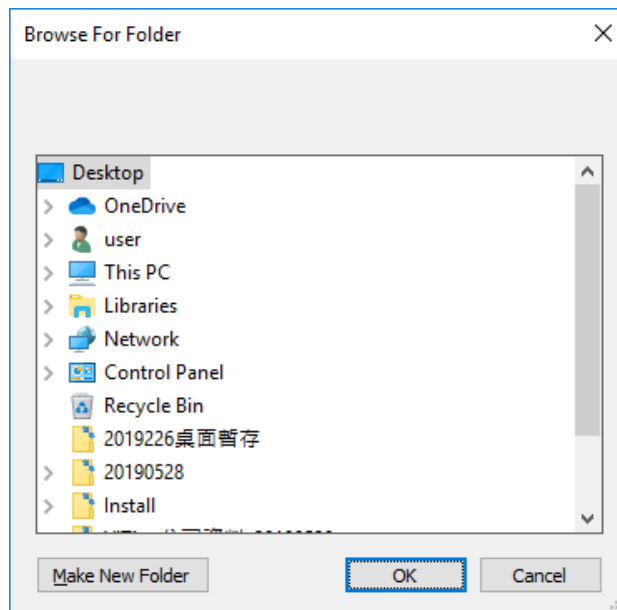 Browse For Folder
Desktop
OneDrive
user
This PC
Libraries
Network
Control Panel
Recycle Bin
2019226桌面暫存
20190528
Install
Make New Folder
OK
Cancel